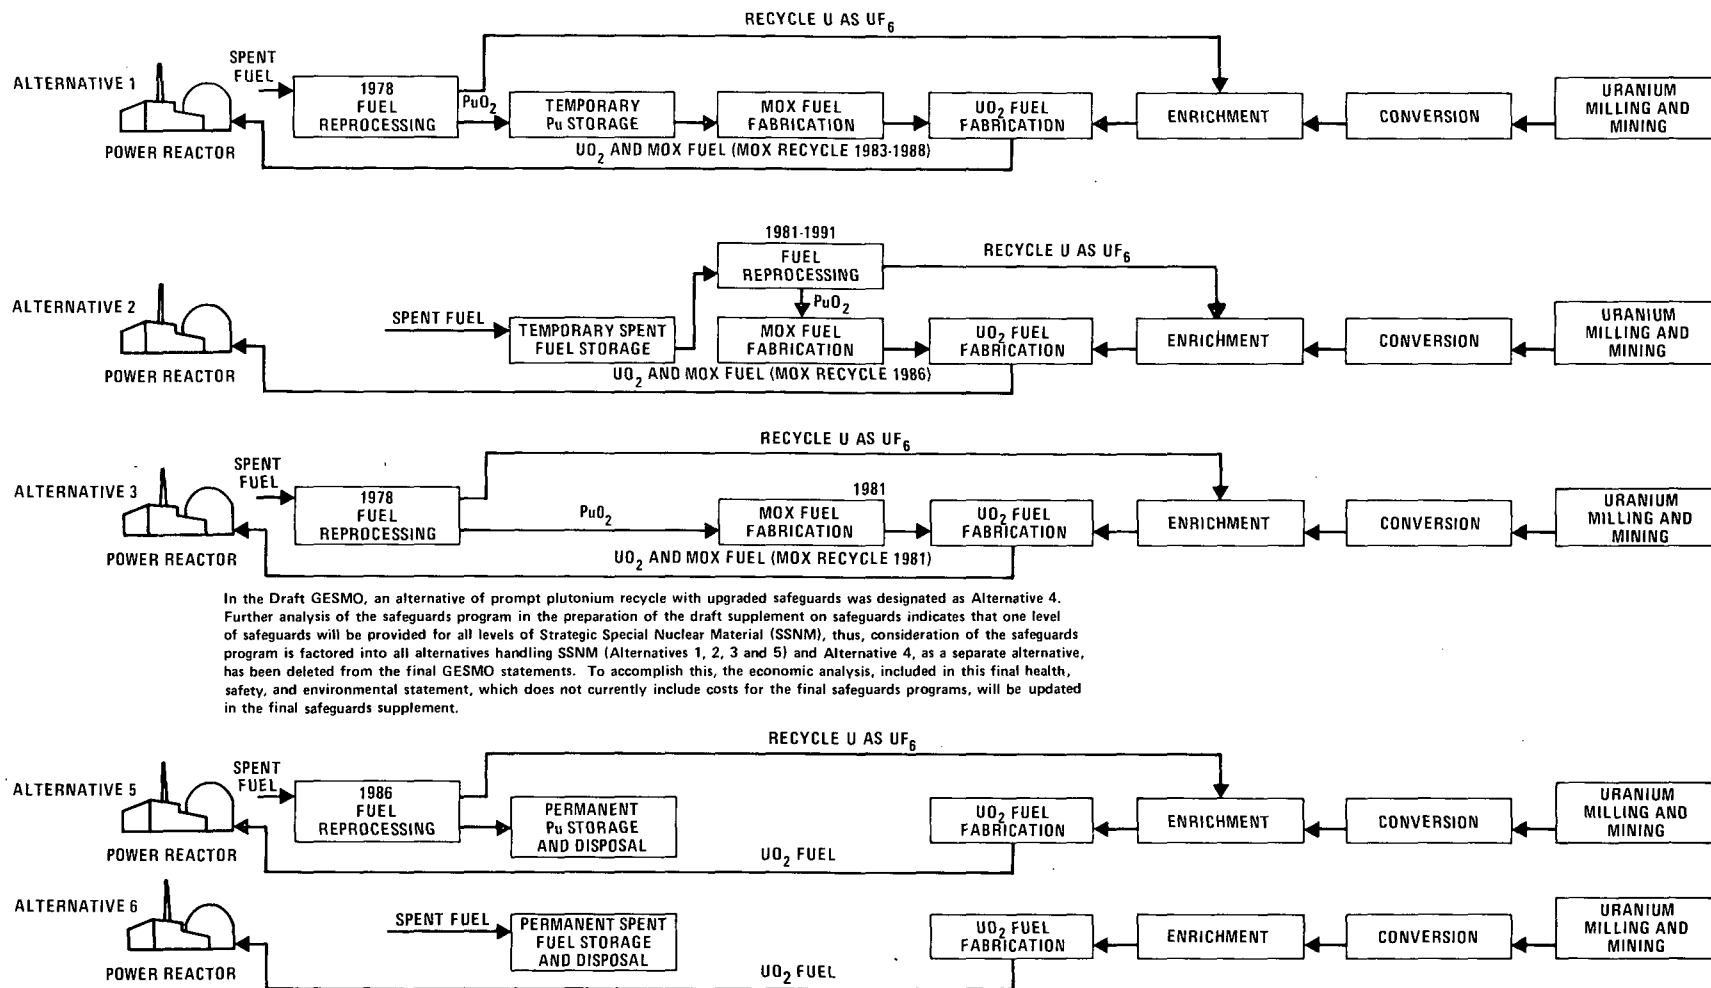 RECYCLE U AS UF6
SPENT
FUEL
ALTERNATIVE 1
POWER REACTOR
1978
FUEL
REPROCESSING
PuO2
TEMPORARY
Pu STORAGE
MOX FUEL
FABRICATION
UO2 FUEL
FABRICATION
ENRICHMENT
CONVERSION
URANIUM
MILLING AND
MINING
UO2 AND MOX FUEL (MOX RECYCLE 1983-1988)
ALTERNATIVE 2
POWER REACTOR
SPENT FUEL
TEMPORARY SPENT
FUEL STORAGE
1981-1991
FUEL
REPROCESSING
RECYCLE U AS UF6
PuO2
MOX FUEL
FABRICATION
UO2 FUEL
FABRICATION
ENRICHMENT
CONVERSION
URANIUM
MILLING AND
MINING
UO2 AND MOX FUEL (MOX RECYCLE 1986)
RECYCLE U AS UF6
SPENT
FUEL
ALTERNATIVE 3
POWER REACTOR
1978
FUEL
REPROCESSING
PuO2
1981
MOX FUEL
FABRICATION
UO2 FUEL
FABRICATION
ENRICHMENT
CONVERSION
URANIUM
MILLING AND
MINING
UO2 AND MOX FUEL (MOX RECYCLE 1981)
In the Draft GESMO, an alternative of prompt plutonium recycle with upgraded safeguards was designated as Alternative 4.
Further analysis of the safeguards program in the preparation of the draft supplement on safeguards indicates that one level
of safeguards will be provided for all levels of Strategic Special Nuclear Material (SSNM), thus, consideration of the safeguards
program is factored into all alternatives handling SSNM (Alternatives 1, 2, 3 and 5) and Alternative 4, as a separate alternative,
has been deleted from the final GESMO statements. To accomplish this, the economic analysis, included in this final health,
safety, and environmental statement, which does not currently include costs for the final safeguards programs, will be updated
in the final safeguards supplement.
RECYCLE U AS UF6
SPENT
FUEL
ALTERNATIVE 5
POWER REACTOR
1986
FUEL
REPROCESSING
PERMANENT
Pu STORAGE
AND DISPOSAL
UO2 FUEL
FABRICATION
ENRICHMENT
CONVERSION
URANIUM
MILLING AND
MINING
UO2 FUEL
ALTERNATIVE 6
POWER REACTOR
SPENT FUEL
PERMANENT SPENT
FUEL STORAGE
AND DISPOSAL
UO2 FUEL
FABRICATION
ENRICHMENT
CONVERSION
URANIUM
MILLING AND
MINING
UO2 FUEL